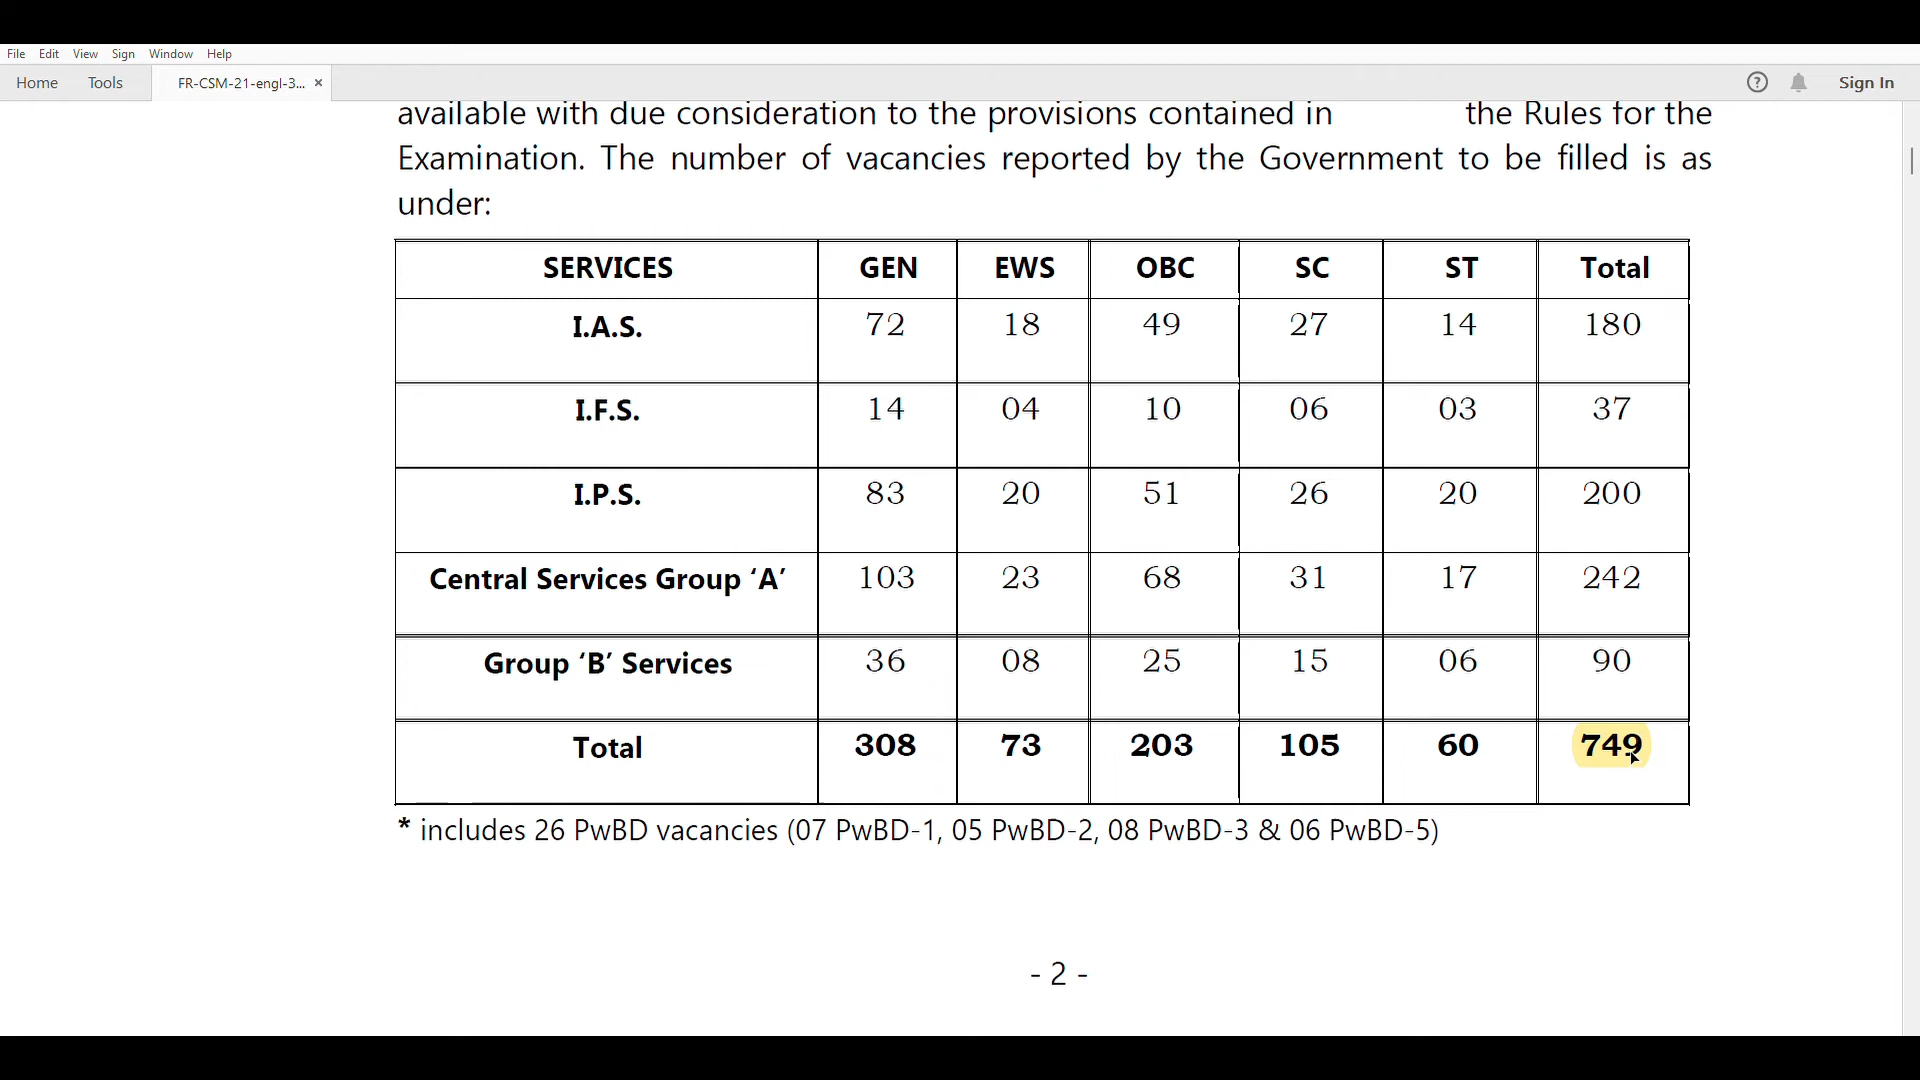 File Edit View Sign Window Help
Home Tools FR-CSM-21-engl-3... × Sign In
available with due consideration to the provisions contained in the Rules for the
Examination. The number of vacancies reported by the Government to be filled is as
under:
SERVICES GEN EWS OBC SC ST Total
I.A.S. 72 18 49 27 14 180
I.F.S. 14 04 10 06 03 37
I.P.S. 83 20 51 26 20 200
Central Services Group ‘A’ 103 23 68 31 17 242
Group ‘B’ Services 36 08 25 15 06 90
Total 308 73 203 105 60 749
* includes 26 PwBD vacancies (07 PwBD-1, 05 PwBD-2, 08 PwBD-3 & 06 PwBD-5)
- 2 -